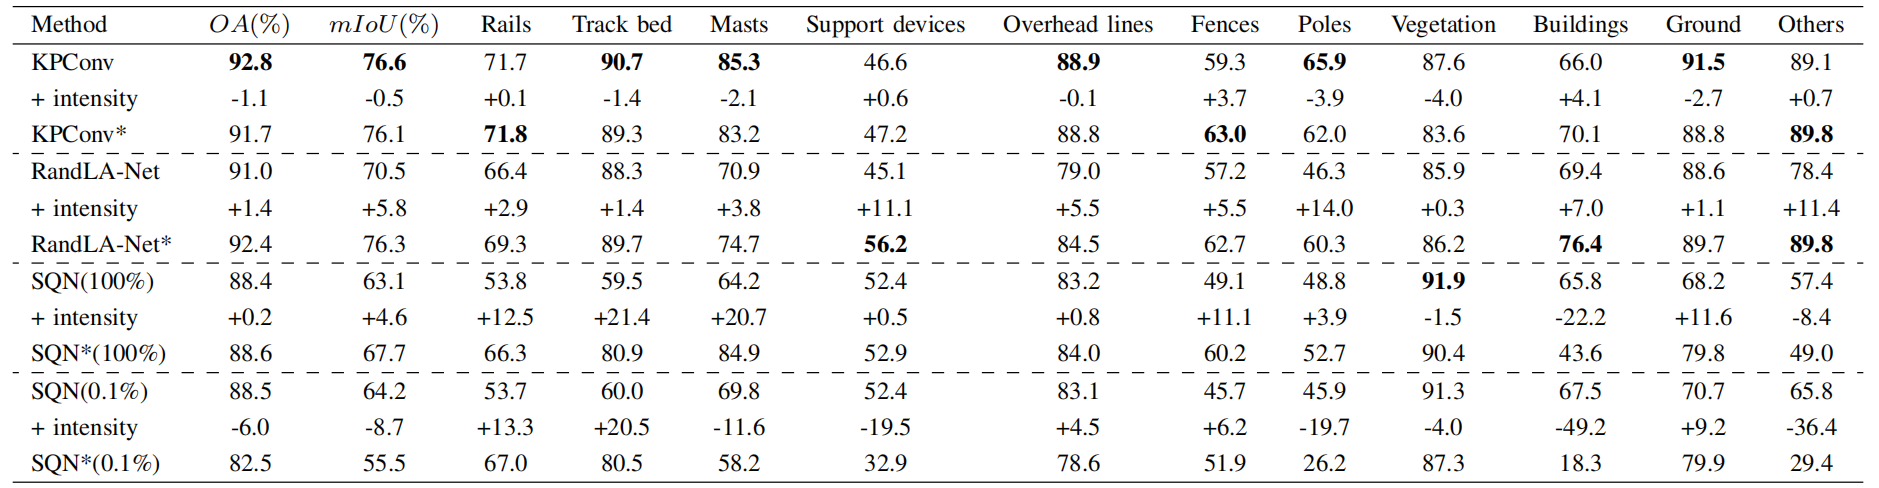 Method OA(%) mIoU(%) Rails Track bed Masts Support devices Overhead lines Fences Poles Vegetation Buildings Ground Others
KPConv 92.8 76.6 71.7 90.7 85.3 46.6 88.9 59.3 65.9 87.6 66.0 91.5 89.1
+ intensity -1.1 -0.5 +0.1 -1.4 -2.1 +0.6 -0.1 +3.7 -3.9 -4.0 +4.1 -2.7 +0.7
KPConv* 91.7 76.1 71.8 89.3 83.2 47.2 88.8 63.0 62.0 83.6 70.1 88.8 89.8
RandLA-Net 91.0 70.5 66.4 88.3 70.9 45.1 79.0 57.2 46.3 85.9 69.4 88.6 78.4
+ intensity +1.4 +5.8 +2.9 +1.4 +3.8 +11.1 +5.5 +5.5 +14.0 +0.3 +7.0 +1.1 +11.4
RandLA-Net* 92.4 76.3 69.3 89.7 74.7 56.2 84.5 62.7 60.3 86.2 76.4 89.7 89.8
SQN(100%) 88.4 63.1 53.8 59.5 64.2 52.4 83.2 49.1 48.8 91.9 65.8 68.2 57.4
+ intensity +0.2 +4.6 +12.5 +21.4 +20.7 +0.5 +0.8 +11.1 +3.9 -1.5 -22.2 +11.6 -8.4
SQN*(100%) 88.6 67.7 66.3 80.9 84.9 52.9 84.0 60.2 52.7 90.4 43.6 79.8 49.0
SQN(0.1%) 88.5 64.2 53.7 60.0 69.8 52.4 83.1 45.7 45.9 91.3 67.5 70.7 65.8
+ intensity -6.0 -8.7 +13.3 +20.5 -11.6 -19.5 +4.5 +6.2 -19.7 -4.0 -49.2 +9.2 -36.4
SQN*(0.1%) 82.5 55.5 67.0 80.5 58.2 32.9 78.6 51.9 26.2 87.3 18.3 79.9 29.4